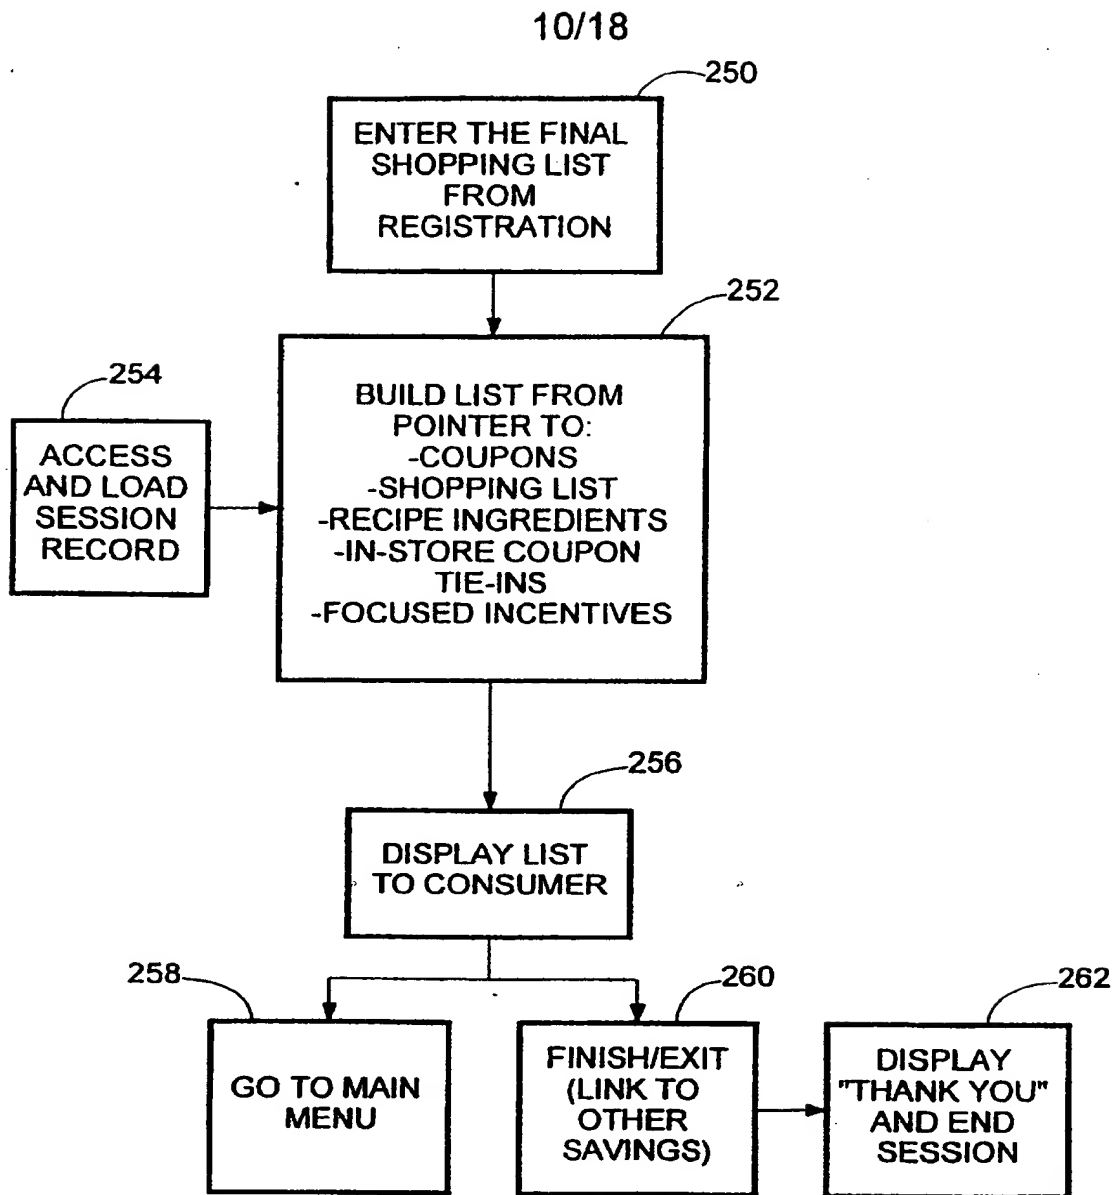 10/18
250
ENTER THE FINAL
SHOPPING LIST
FROM
REGISTRATION
252
BUILD LIST FROM
POINTER TO:
-COUPONS
-SHOPPING LIST
-RECIPE INGREDIENTS
-IN-STORE COUPON
TIE-INS
-FOCUSED INCENTIVES
254
ACCESS
AND LOAD
SESSION
RECORD
256
DISPLAY LIST
TO CONSUMER
258
GO TO MAIN
MENU
260
FINISH/EXIT
(LINK TO
OTHER
SAVINGS)
262
DISPLAY
"THANK YOU"
AND END
SESSION